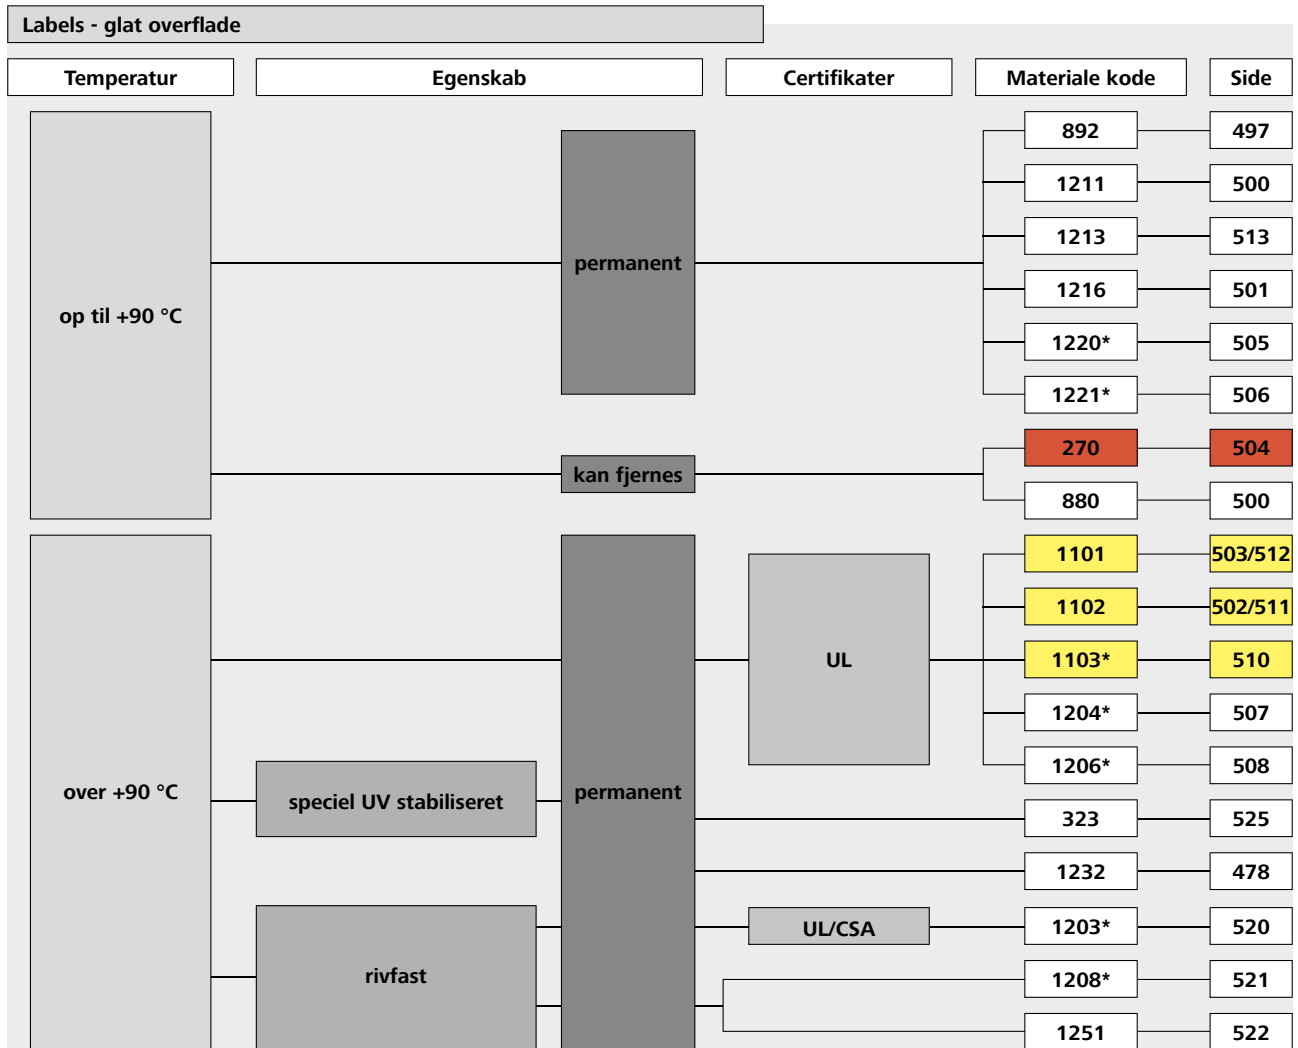 Labels - glat overflade
Temperatur Egenskab Certifikater Materiale kode Side
op til +90 °C
permanent
892 497
1211 500
1213 513
1216 501
1220* 505
1221* 506
kan fjernes
270 504
880 500
over +90 °C
permanent
UL
1101 503/512
1102 502/511
1103* 510
1204* 507
1206* 508
speciel UV stabiliseret
323 525
1232 478
rivfast
UL/CSA
1203* 520
1208* 521
1251 522